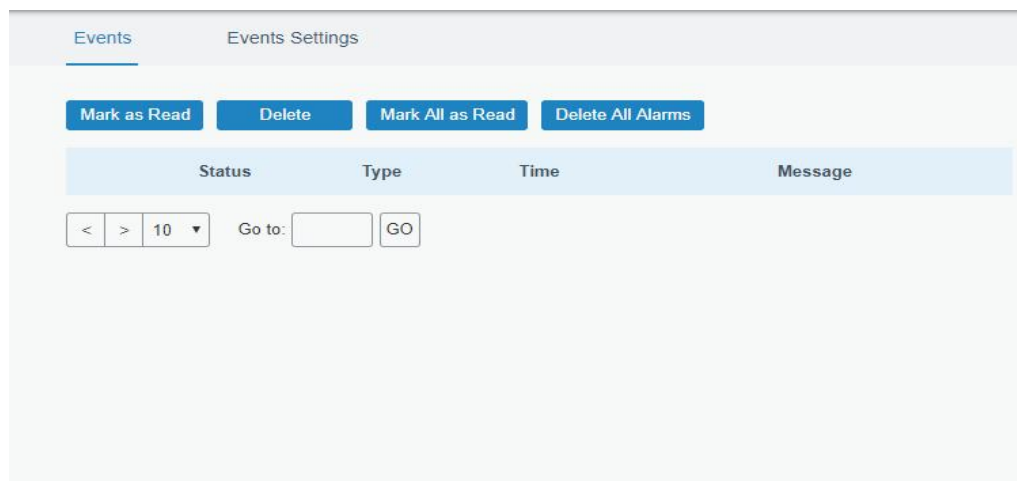 Events Events Settings
Mark as Read Delete Mark All as Read Delete All Alarms
Status Type Time Message
< > 10 ▼ Go to: GO